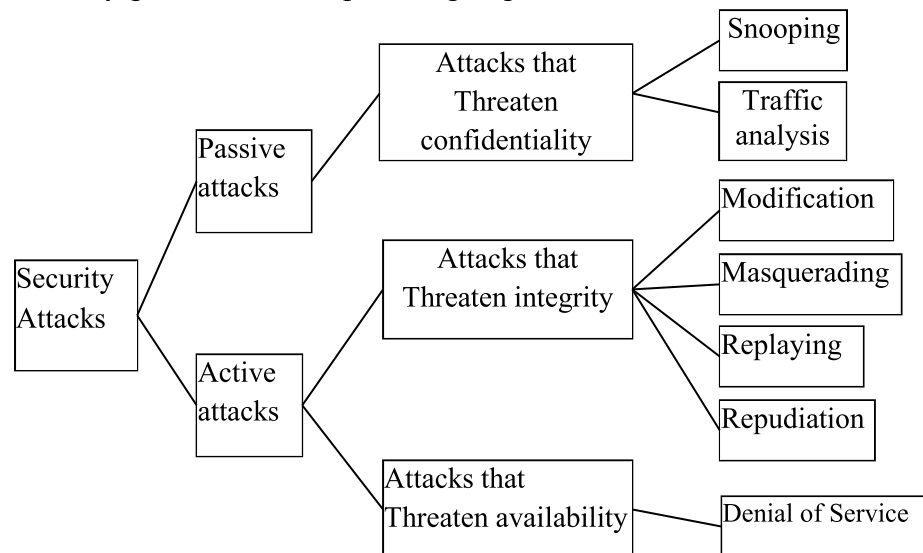 Snooping
Attacks that
Threaten
confidentiality
Traffic
analysis
Passive
attacks
Modification
Attacks that
Threaten integrity
Masquerading
Security
Attacks
Replaying
Active
attacks
Repudiation
Attacks that
Threaten availability
Denial of Service